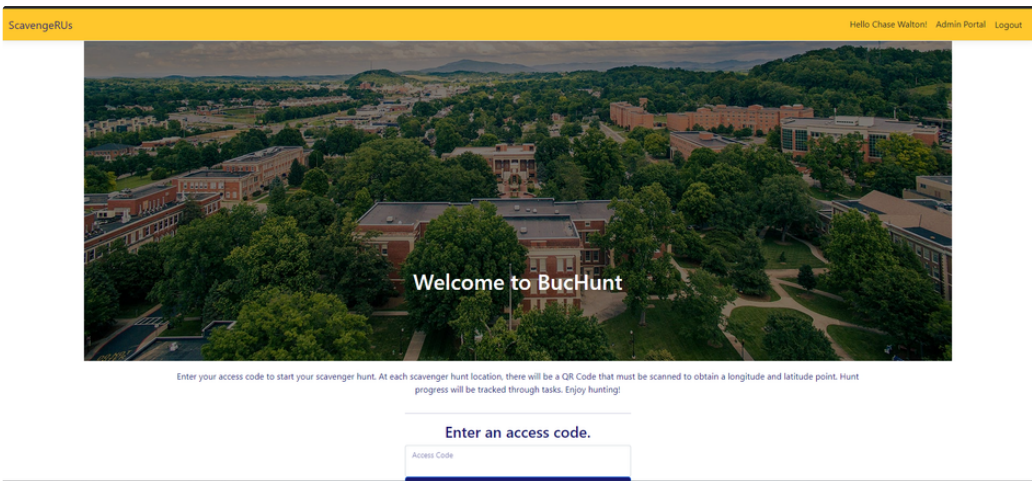 ScavengeRUs
Hello Chase Walton! Admin Portal Logout
Welcome to BucHunt
Enter your access code to start your scavenger hunt. At each scavenger hunt location, there will be a QR Code that must be scanned to obtain a longitude and latitude point. Hunt
progress will be tracked through tasks. Enjoy hunting!
Enter an access code.
Access Code